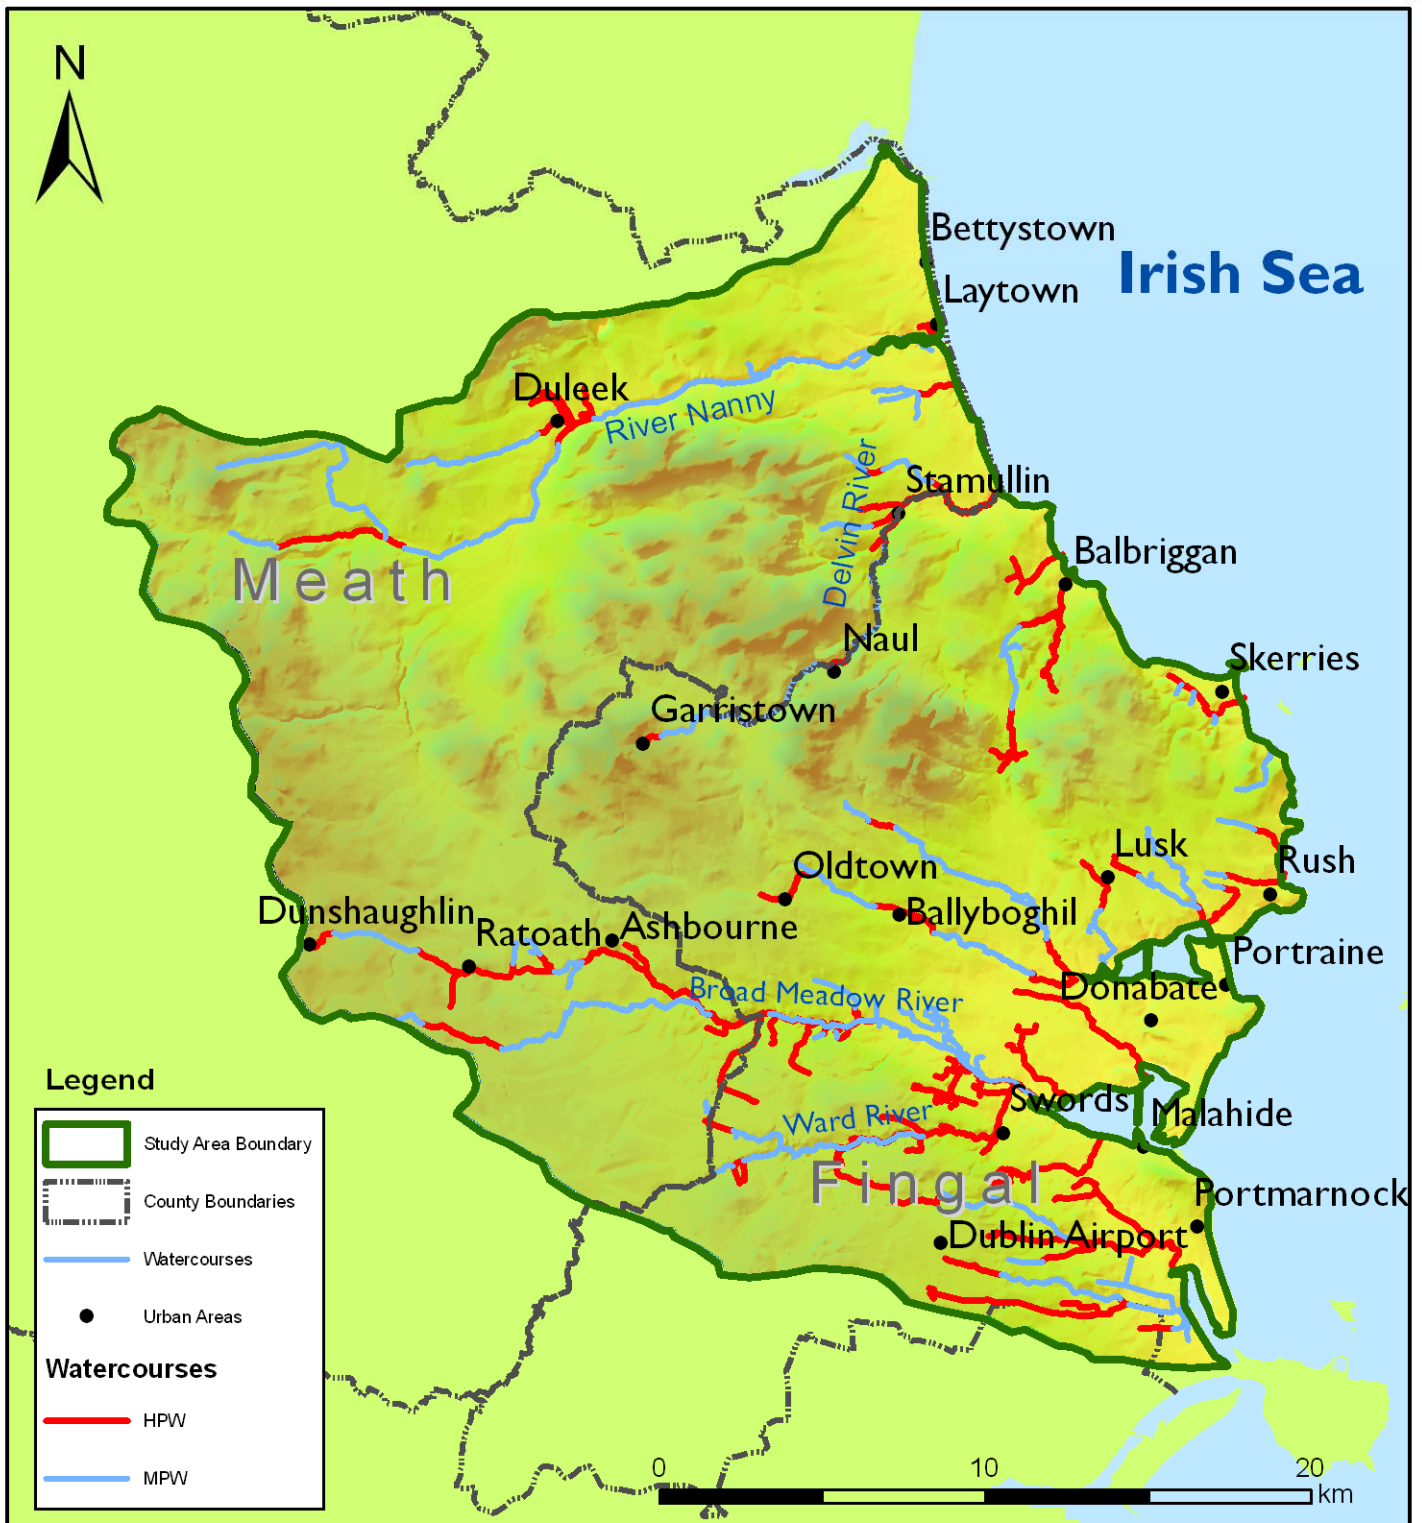 N
Bettystown
Irish Sea
Laytown
Duleek
River Nanny
Stamullin
Delvin River
Balbriggan
Meath
Naul
Skerries
Garristown
Lusk
Oldtown
Rush
Dunshaughlin
Ballyboghil
Ratoath
Ashbourne
Portraine
Donabate
Broad Meadow River
Swords
Malahide
Ward River
Fingal
Portmarnock
Dublin Airport
Legend
Study Area Boundary
County Boundaries
Watercourses
Urban Areas
Watercourses
HPW
MPW
0 10 20
km